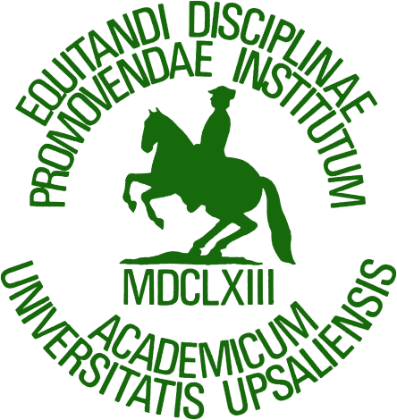 EQUITANDI DISCIPLINAE
PROMOVENDAE INSTITUTUM
MDCLXIII
ACADEMICUM
UNIVERSITATIS UPSALIENSIS